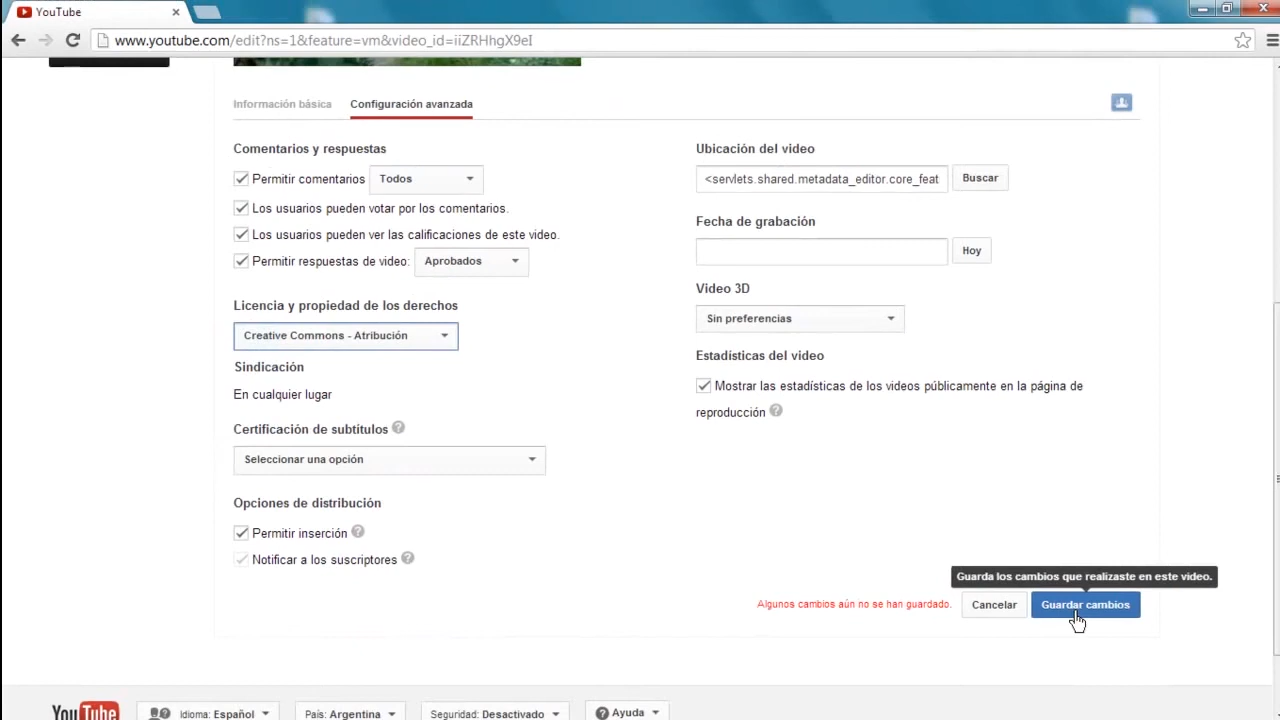 YouTube
www.youtube.com/edit?ns=1&feature=vm&video_id=iiZRHhgX9eI
Información básica
Configuración avanzada
Comentarios y respuestas
Permitir comentarios
Todos
Los usuarios pueden votar por los comentarios.
Los usuarios pueden ver las calificaciones de este video.
Permitir respuestas de video:
Aprobados
Licencia y propiedad de los derechos
Creative Commons - Atribución
Sindicación
En cualquier lugar
Certificación de subtítulos ?
Seleccionar una opción
Opciones de distribución
Permitir inserción ?
Notificar a los suscriptores ?
Ubicación del video
<servlets.shared.metadata_editor.core_feat
Buscar
Fecha de grabación
Hoy
Video 3D
Sin preferencias
Estadísticas del video
Mostrar las estadísticas de los videos públicamente en la página de
reproducción ?
Guarda los cambios que realizaste en este video.
Algunos cambios aún no se han guardado.
Cancelar
Guardar cambios
YouTube
Idioma: Español
País: Argentina
Seguridad: Desactivado
Ayuda